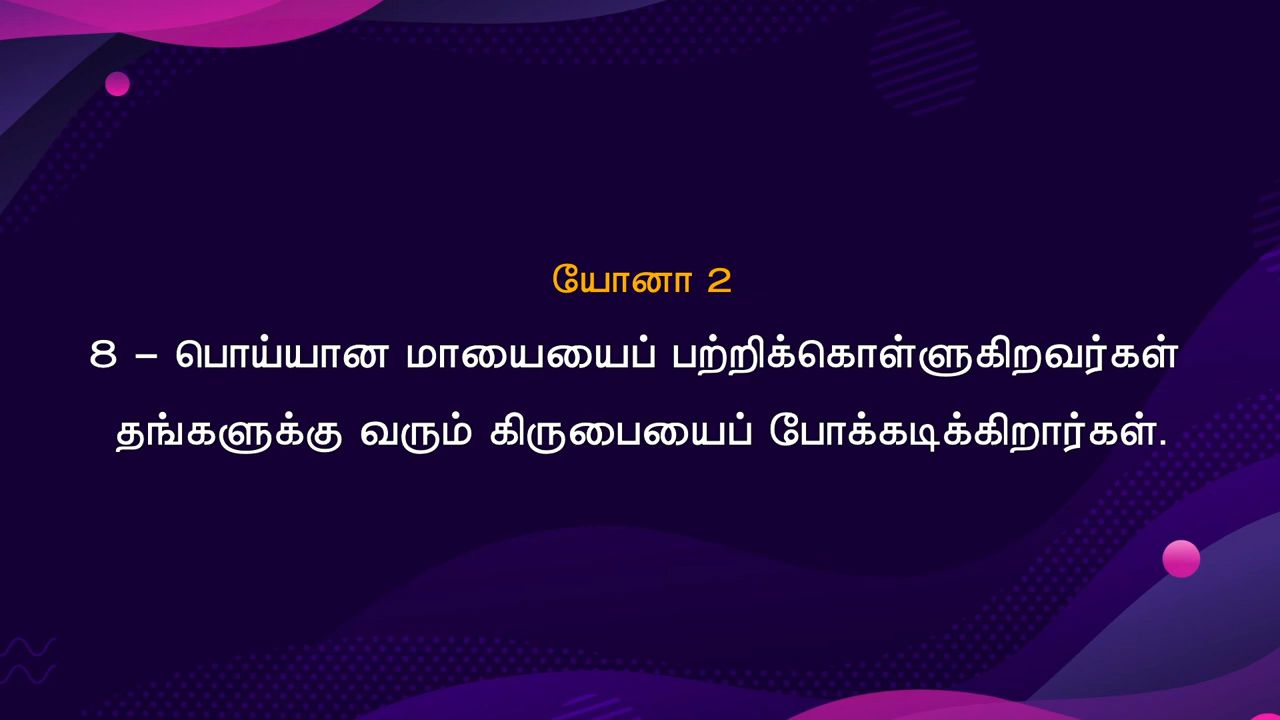 யோனா 2
8 – பொய்யான மாயையைப் பற்றிக்கொள்ளுகிறவர்கள்
தங்களுக்கு வரும் கிருபையைப் போக்கடிக்கிறார்கள்.